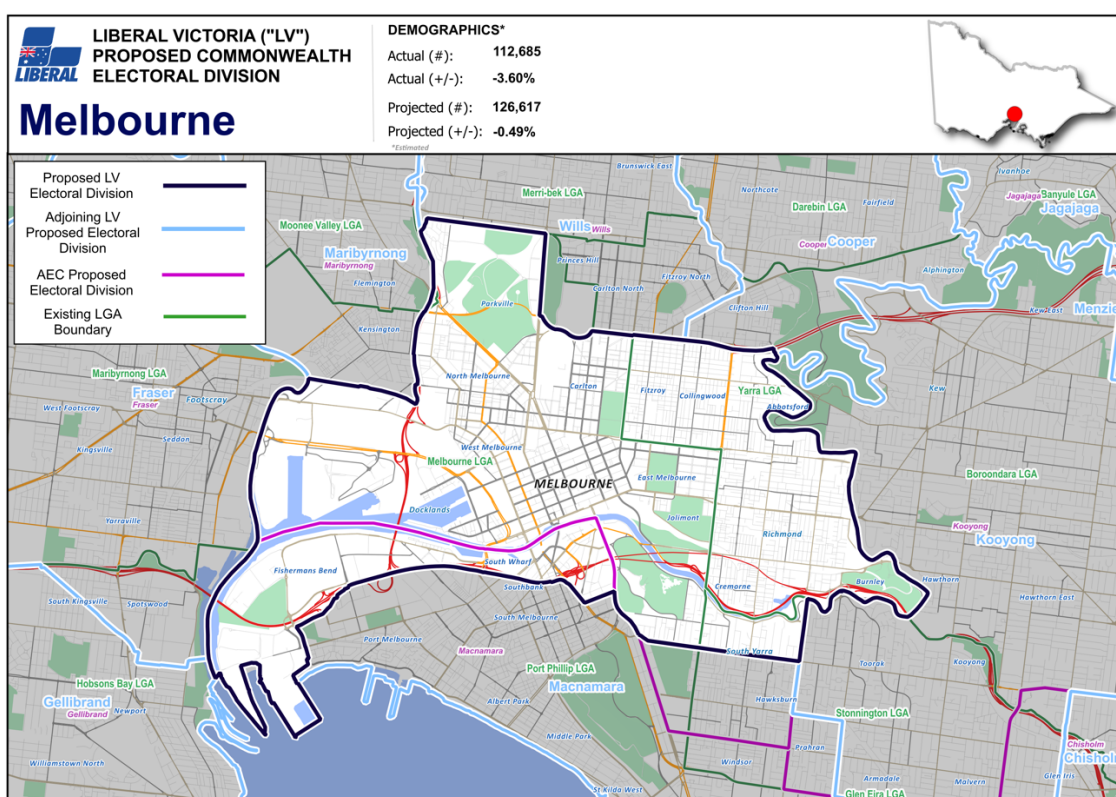 LIBERAL
LIBERAL VICTORIA ("LV")
PROPOSED COMMONWEALTH
ELECTORAL DIVISION
Melbourne
DEMOGRAPHICS*
Actual (#): 112,685
Actual (+/-): -3.60%
Projected (#): 126,617
Projected (+/-): -0.49%
*Estimated
Proposed LV
Electoral Division
Adjoining LV
Proposed Electoral
Division
AEC Proposed
Electoral Division
Existing LGA
Boundary
Brunswick East
Ivanhoe
Merri-bek LGA
Northcote
Jagajaga
Banyule LGA
Darebin LGA
Fairfield
Jagajaga
Moonee Valley LGA
Wills
Wills
Maribyrnong
Maribyrnong
Cooper
Cooper
Princes Hill
Alphington
Flemington
Carlton North
Fitzroy North
Parkville
Clifton Hill
Kew East
Menzie
Kensington
Maribyrnong LGA
North Melbourne
Carlton
Fitzroy
Yarra LGA
Kew
Fraser
Fraser
Footscray
Collingwood
Abbotsford
West Footscray
Seddon
Kingsville
West Melbourne
Melbourne LGA
MELBOURNE
East Melbourne
Boroondara LGA
Docklands
Jolimont
Yarraville
Richmond
Kooyong
Kooyong
Fishermans Bend
South Wharf
Southbank
Cremorne
Burnley
Hawthorn
South Kingsville
Spotswood
South Melbourne
Hawthorn East
Port Melbourne
Macnamara
South Yarra
Toorak
Kooyong
Port Phillip LGA
Hobsons Bay LGA
Macnamara
Gellibrand
Gellibrand
Newport
Albert Park
Hawksburn
Stonnington LGA
Middle Park
Prahran
Chisholm
Chisholm
Williamstown North
Windsor
Armadale
Malvern
Glen Iris
St Kilda West
Glen Eira LGA